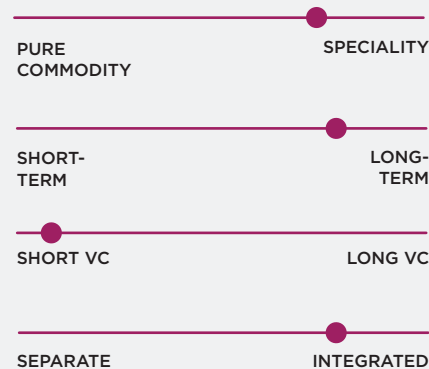 PURE SPECIALITY
COMMODITY
SHORT- LONG-
TERM TERM
SHORT VC LONG VC
SEPARATE INTEGRATED